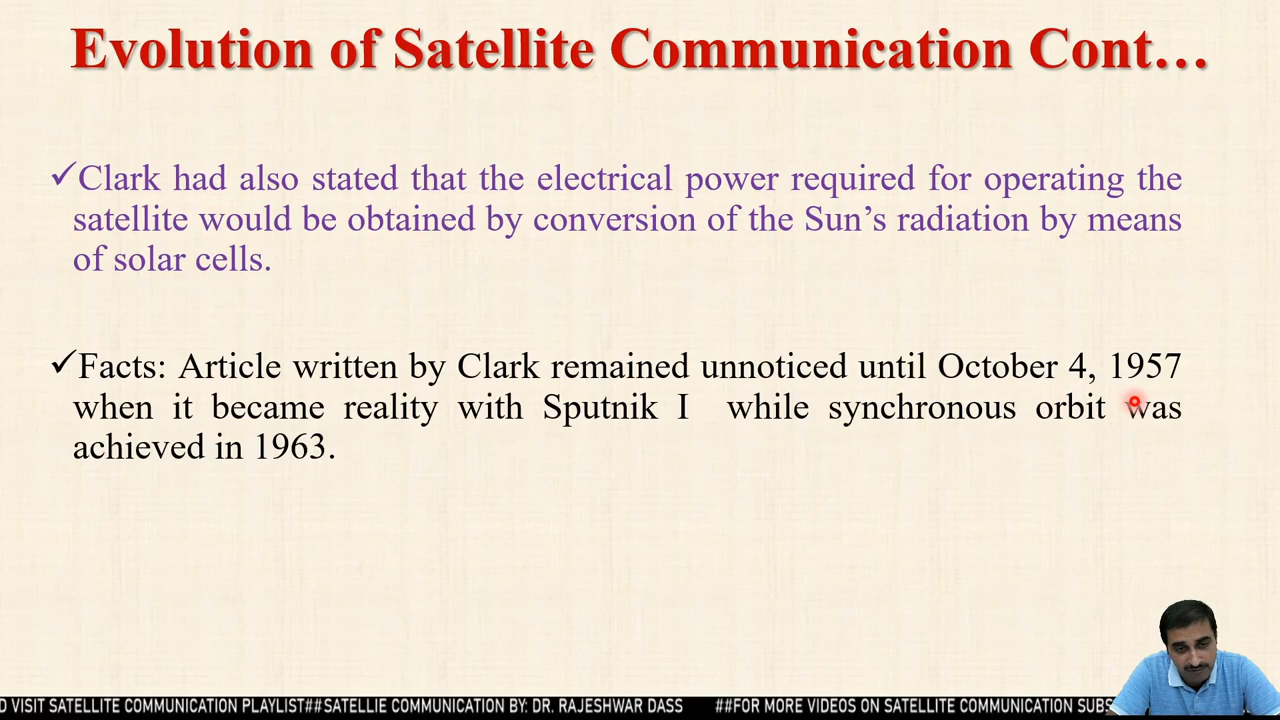 Evolution of Satellite Communication Cont…
✓Clark had also stated that the electrical power required for operating the
satellite would be obtained by conversion of the Sun’s radiation by means
of solar cells.
✓Facts: Article written by Clark remained unnoticed until October 4, 1957
when it became reality with Sputnik I while synchronous orbit was
achieved in 1963.
D VISIT SATELLITE COMMUNICATION PLAYLIST##SATELLIE COMMUNICATION BY: DR. RAJESHWAR DASS ##FOR MORE VIDEOS ON SATELLITE COMMUNICATION SUBS